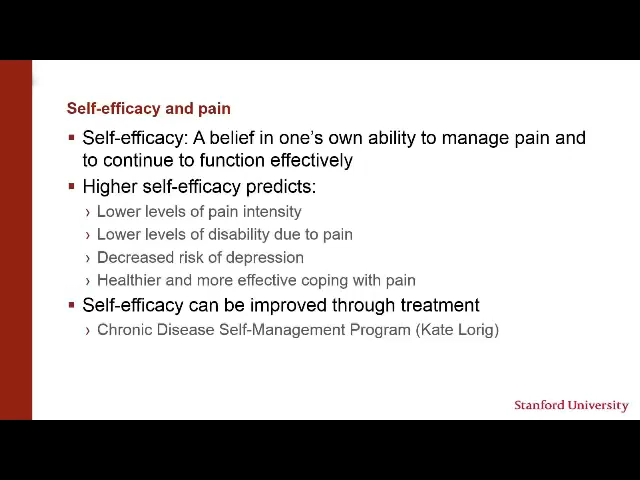 Self-efficacy and pain
▪ Self-efficacy: A belief in one's own ability to manage pain and
to continue to function effectively
▪ Higher self-efficacy predicts:
› Lower levels of pain intensity
› Lower levels of disability due to pain
› Decreased risk of depression
› Healthier and more effective coping with pain
▪ Self-efficacy can be improved through treatment
› Chronic Disease Self-Management Program (Kate Lorig)
Stanford University